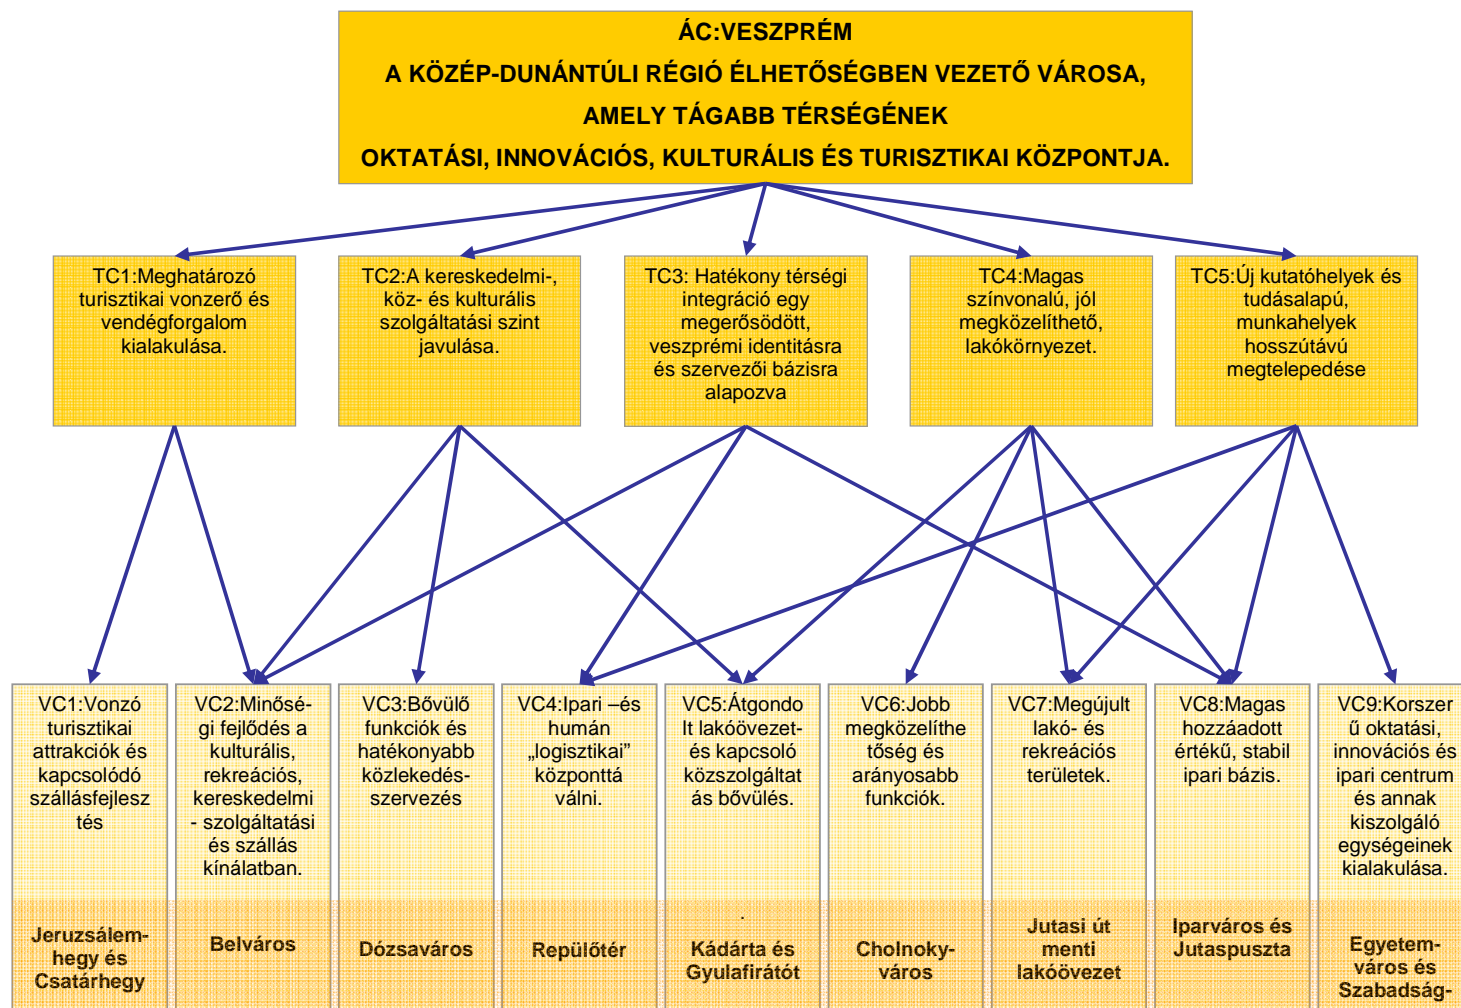 ÁC:VESZPRÉM
A KÖZÉP-DUNÁNTÚLI RÉGIÓ ÉLHETŐSÉGBEN VEZETŐ VÁROSA,
AMELY TÁGABB TÉRSÉGÉNEK
OKTATÁSI, INNOVÁCIÓS, KULTURÁLIS ÉS TURISZTIKAI KÖZPONTJA.
TC1:Meghatározó
turisztikai vonzerő és
vendégforgalom
kialakulása.
TC2:A kereskedelmi-,
köz- és kulturális
szolgáltatási szint
javulása.
TC3: Hatékony térségi
integráció egy
megerősödött,
veszprémi identitásra
és szervezői bázisra
alapozva
TC4:Magas
színvonalú, jól
megközelíthető,
lakókörnyezet.
TC5:Új kutatóhelyek és
tudásalapú,
munkahelyek
hosszútávú
megtelepedése
VC1:Vonzó
turisztikai
attrakciók és
kapcsolódó
szállásfejlesz
tés
Jeruzsálem-
hegy és
Csatárhegy
VC2:Minősé-
gi fejlődés a
kulturális,
rekreációs,
kereskedelmi
- szolgáltatási
és szállás
kínálatban.
Belváros
VC3:Bővülő
funkciók és
hatékonyabb
közlekedés-
szervezés
Dózsaváros
VC4:Ipari –és
humán
„logisztikai”
központtá
válni.
Repülőtér
VC5:Átgondo
lt lakóövezet-
és kapcsoló
közszolgáltat
ás bővülés.
.
Kádárta és
Gyulafirátót
VC6:Jobb
megközelíthe
tőség és
arányosabb
funkciók.
Cholnoky-
város
VC7:Megújult
lakó- és
rekreációs
területek.
Jutasi út
menti
lakóövezet
VC8:Magas
hozzáadott
értékű, stabil
ipari bázis.
Iparváros és
Jutaspuszta
VC9:Korszer
ű oktatási,
innovációs és
ipari centrum
és annak
kiszolgáló
egységeinek
kialakulása.
Egyetem-
város és
Szabadság-